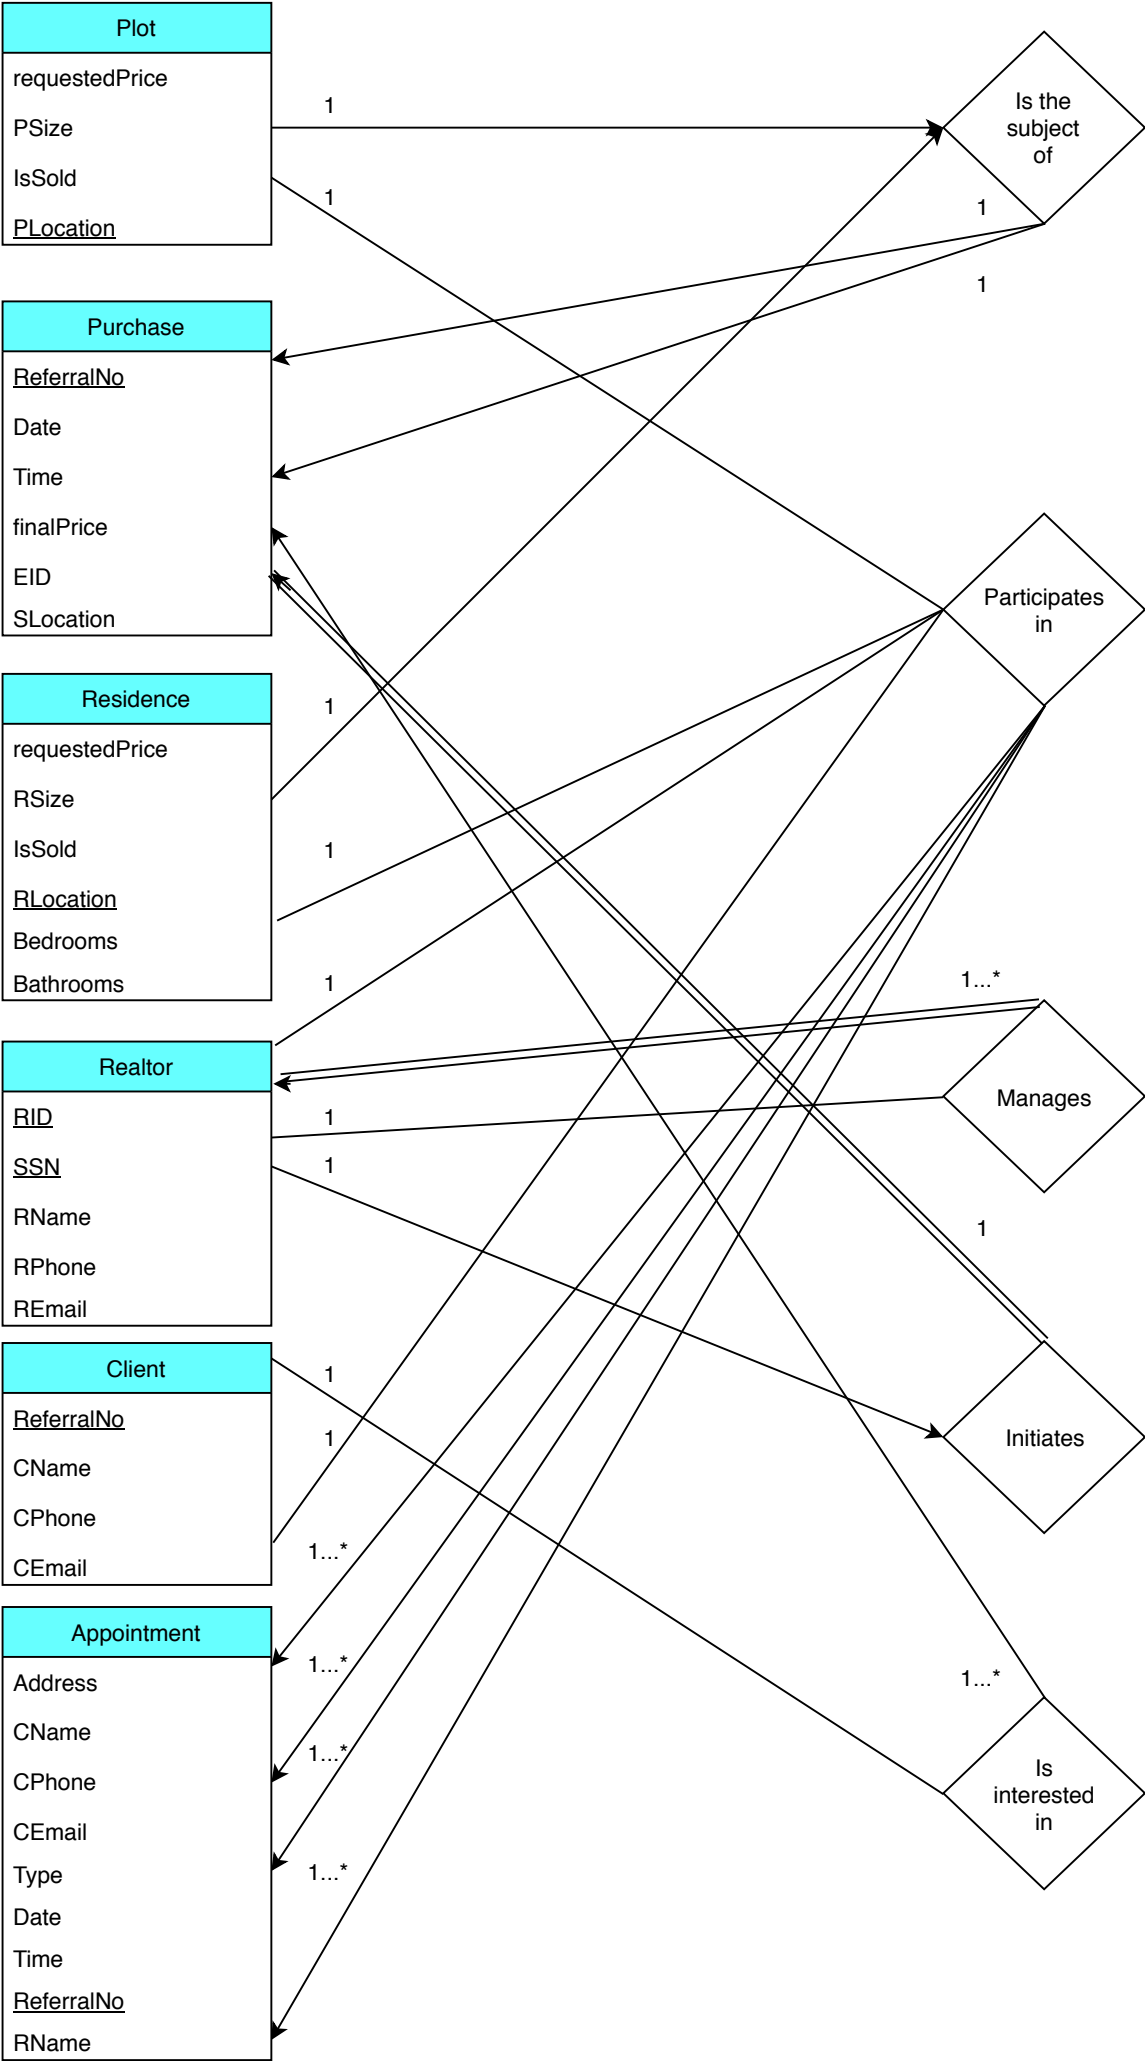 Plot
requestedPrice
PSize
IsSold
PLocation
1
1
Is the
subject
of
1
1
Purchase
ReferralNo
Date
Time
finalPrice
EID
SLocation
Participates
in
Residence
requestedPrice
RSize
IsSold
RLocation
Bedrooms
Bathrooms
1
1
1
1...*
Realtor
RID
SSN
RName
RPhone
REmail
1
1
Manages
1
Client
ReferralNo
CName
CPhone
CEmail
1
1
Initiates
1...*
Appointment
Address
CName
CPhone
CEmail
Type
Date
Time
ReferralNo
RName
1...*
1...*
1...*
1...*
Is
interested
in